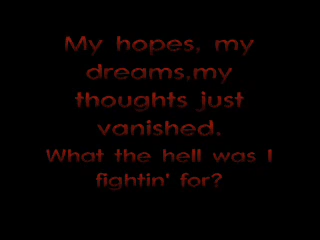 My hopes, my
dreams,my
thoughts just
vanished.
What the hell was I
fightin' for?